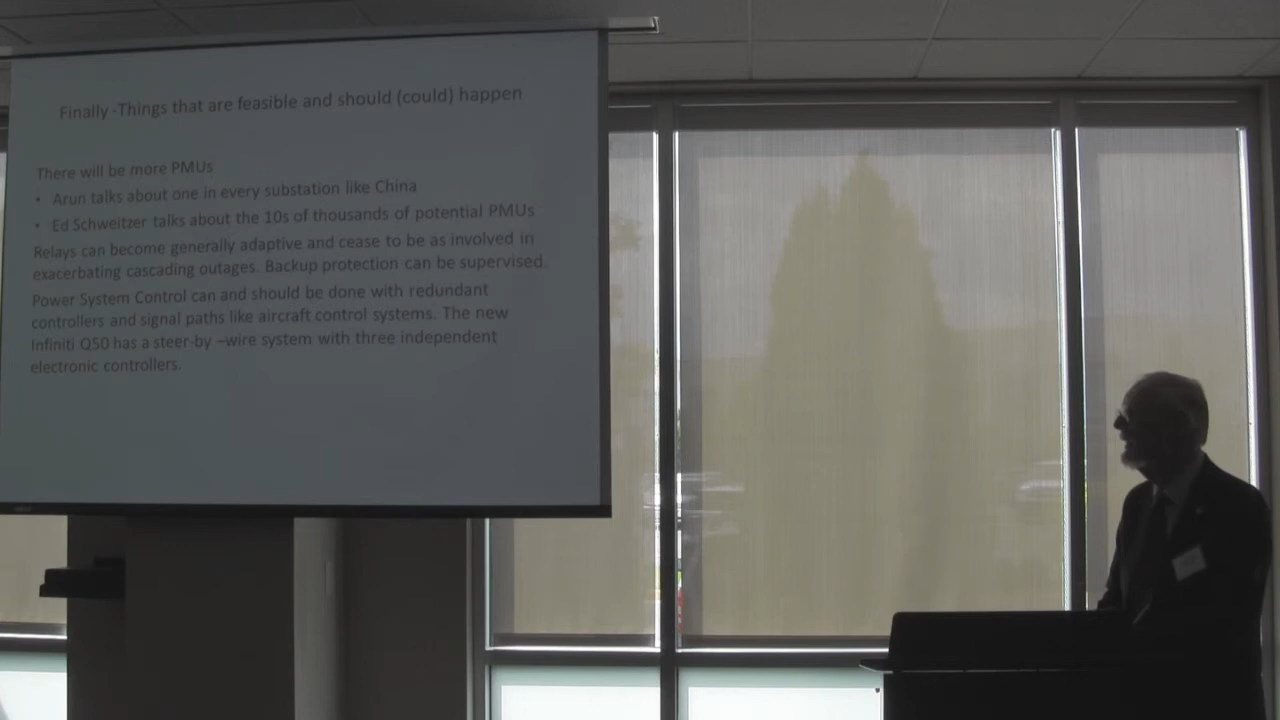 Finally -Things that are feasible and should (could) happen
There will be more PMUs
• Arun talks about one in every substation like China
• Ed Schweitzer talks about the 10s of thousands of potential PMUs
Relays can become generally adaptive and cease to be as involved in
exacerbating cascading outages. Backup protection can be supervised.
Power System Control can and should be done with redundant
controllers and signal paths like aircraft control systems. The new
Infiniti Q50 has a steer-by –wire system with three independent
electronic controllers.